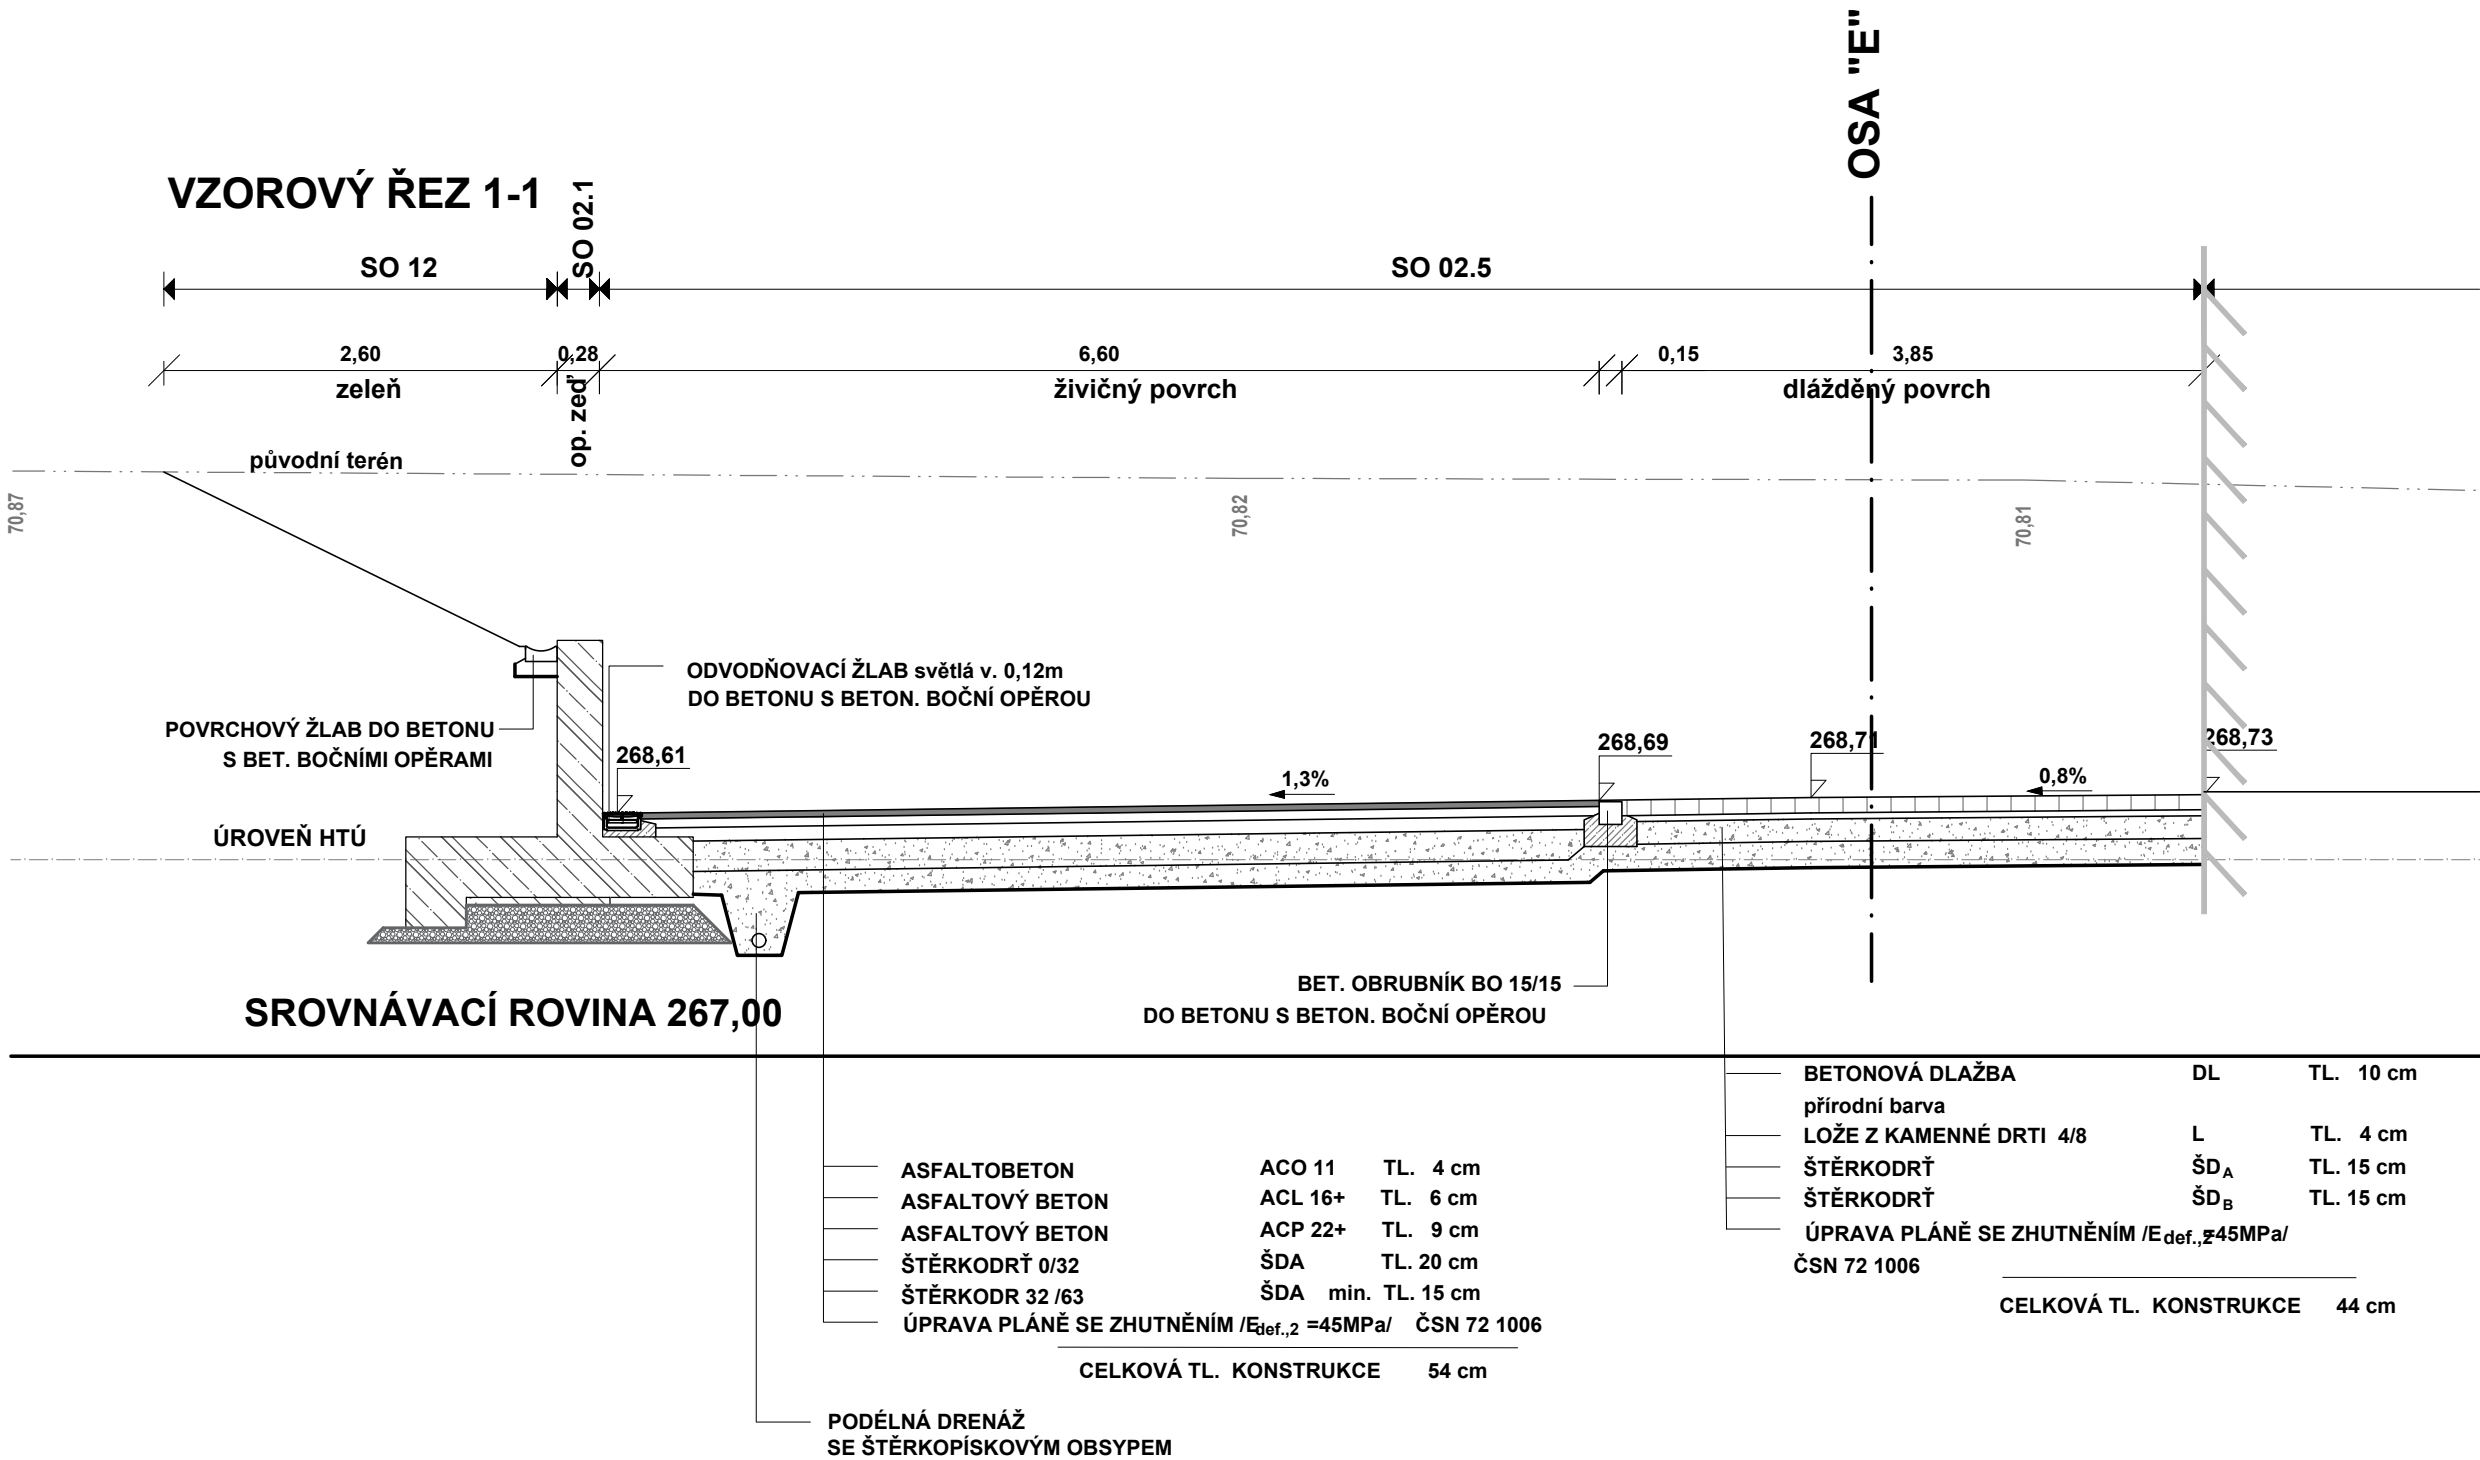 OSA "E"
VZOROVÝ ŘEZ 1-1
SO 02.1
SO 12
SO 02.5
2,60
0,28
6,60
0,15
3,85
zeleň
op. zeď
živičný povrch
dlážděný povrch
původní terén
70,87
70,82
70,81
ODVODŇOVACÍ ŽLAB světlá v. 0,12m
DO BETONU S BETON. BOČNÍ OPĚROU
POVRCHOVÝ ŽLAB DO BETONU
S BET. BOČNÍMI OPĚRAMI
268,61
268,69
268,71
268,73
1,3%
0,8%
ÚROVEŇ HTÚ
BET. OBRUBNÍK BO 15/15
DO BETONU S BETON. BOČNÍ OPĚROU
SROVNÁVACÍ ROVINA 267,00
BETONOVÁ DLAŽBA DL TL. 10 cm
přírodní barva
LOŽE Z KAMENNÉ DRTI 4/8 L TL. 4 cm
ŠTĚRKODRŤ ŠDA TL. 15 cm
ŠTĚRKODRŤ ŠDB TL. 15 cm
ÚPRAVA PLÁNĚ SE ZHUTNĚNÍM /Edef.,2=45MPa/
ČSN 72 1006
CELKOVÁ TL. KONSTRUKCE 44 cm
ASFALTOBETON ACO 11 TL. 4 cm
ASFALTOVÝ BETON ACL 16+ TL. 6 cm
ASFALTOVÝ BETON ACP 22+ TL. 9 cm
ŠTĚRKODRŤ 0/32 ŠDA TL. 20 cm
ŠTĚRKODR 32 /63 ŠDA min. TL. 15 cm
ÚPRAVA PLÁNĚ SE ZHUTNĚNÍM /Edef.,2 =45MPa/ ČSN 72 1006
CELKOVÁ TL. KONSTRUKCE 54 cm
PODÉLNÁ DRENÁŽ
SE ŠTĚRKOPÍSKOVÝM OBSYPEM